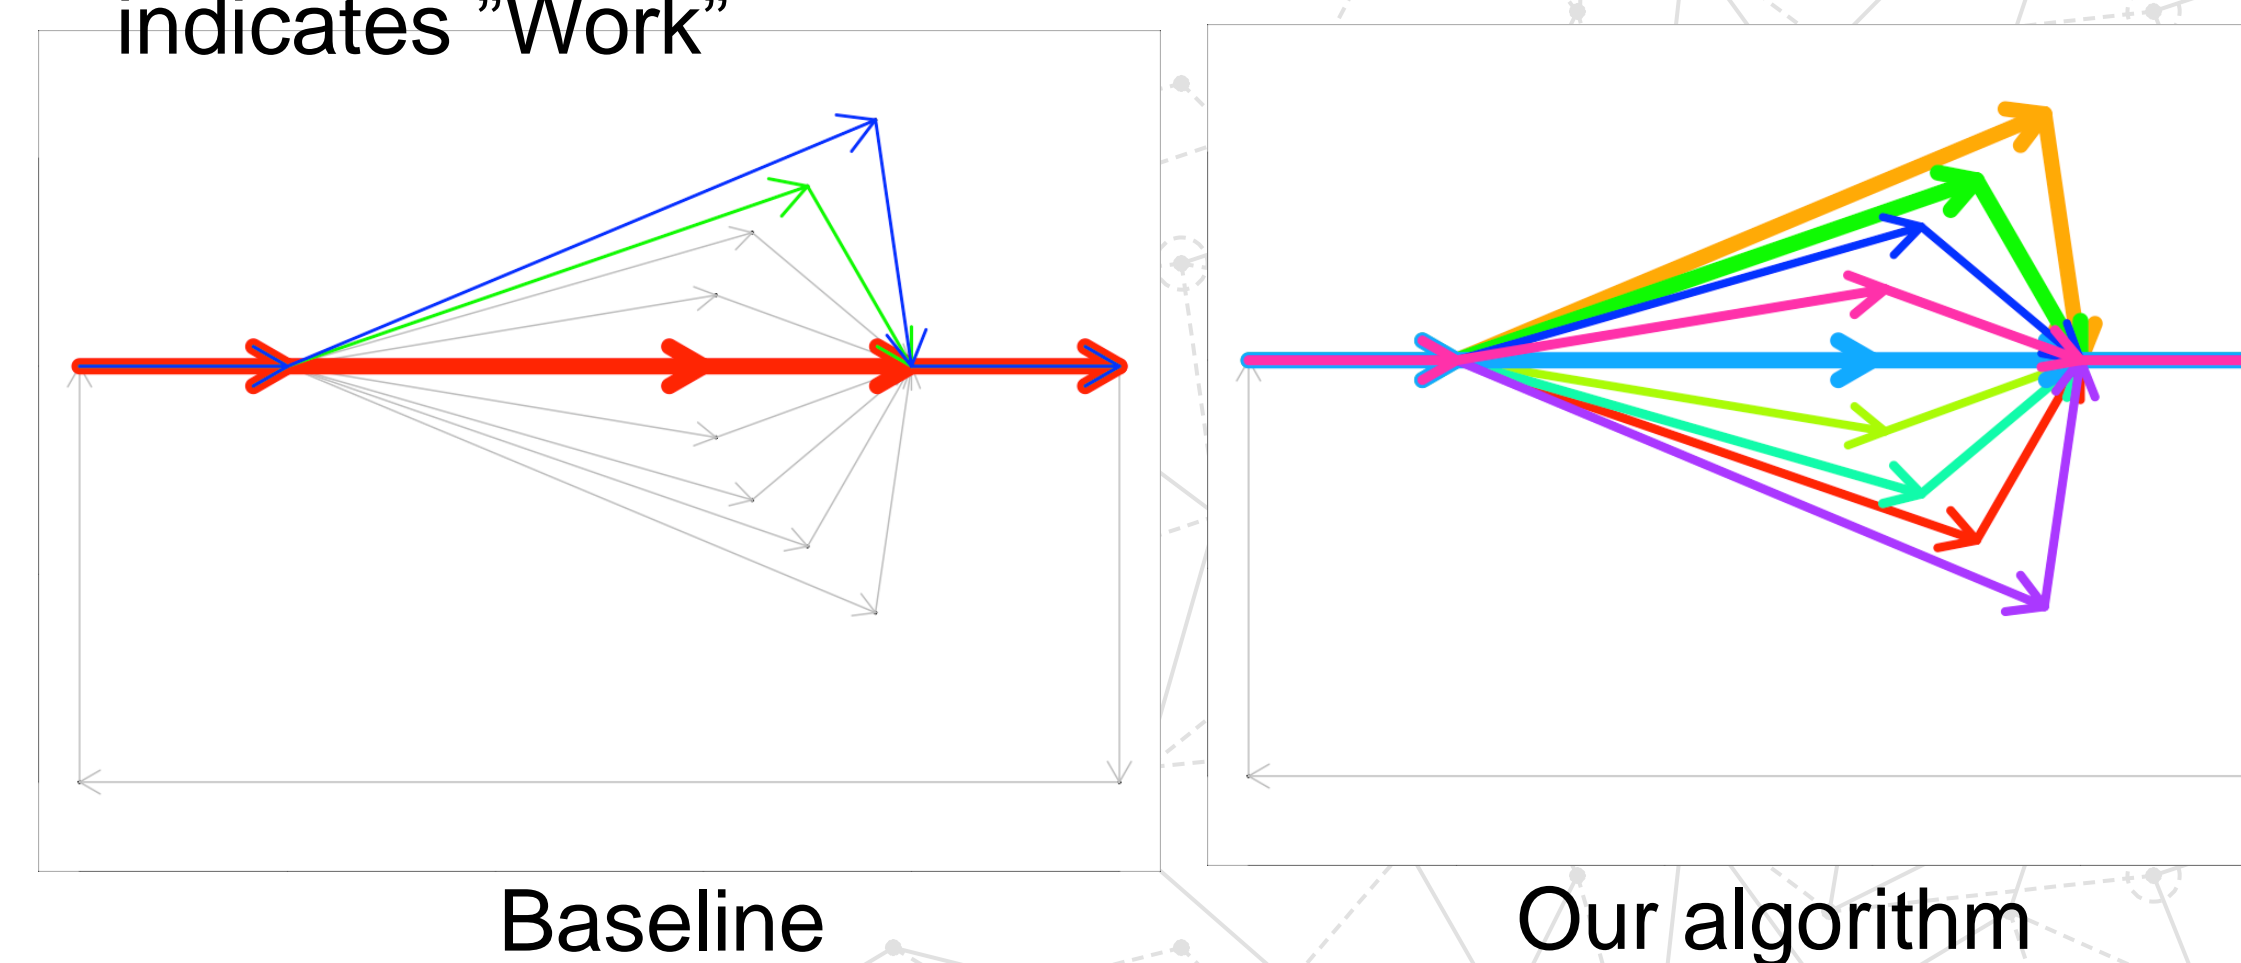 indicates ”Work”
Baseline
Our algorithm